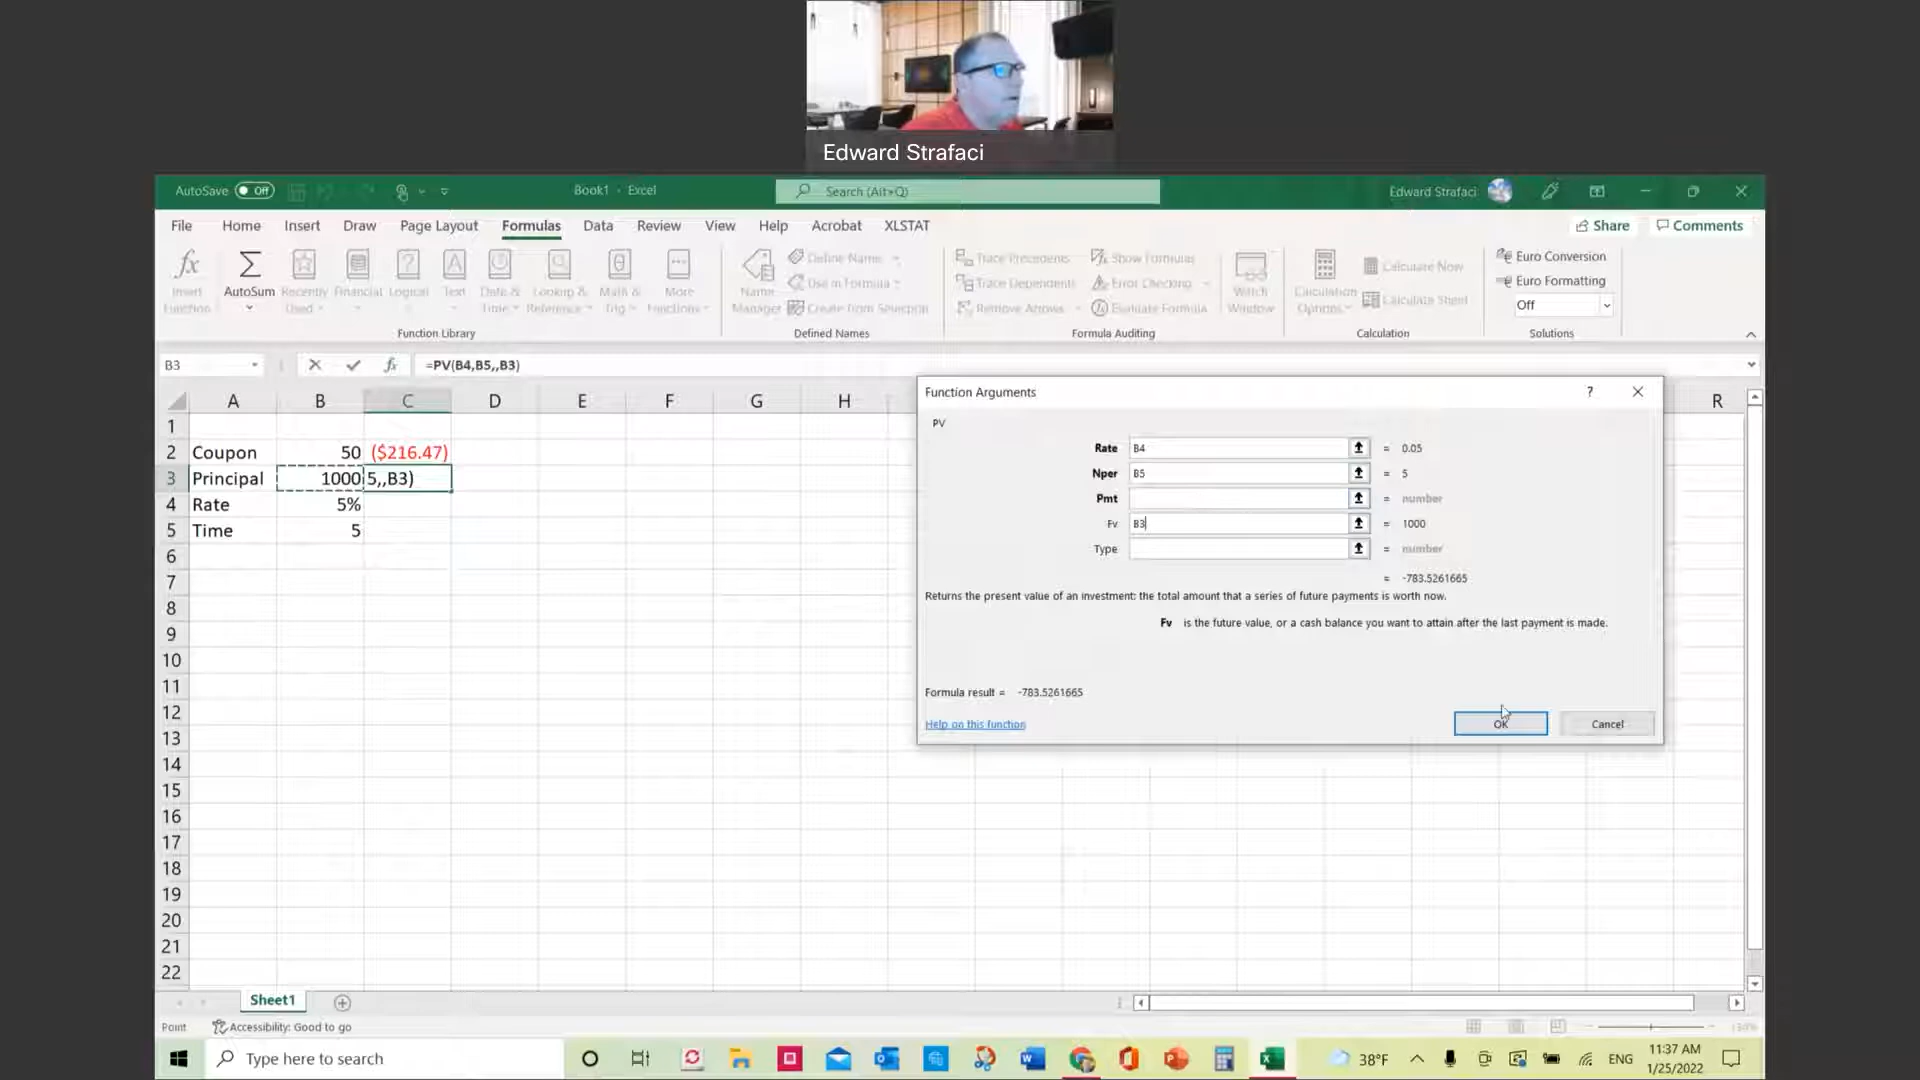 Edward Strafaci
AutoSave Off
Book1 - Excel
Search (Alt+Q)
Edward Strafaci
File Home Insert Draw Page Layout Formulas Data Review View Help Acrobat XLSTAT
Share Comments
Insert Function
AutoSum
Recently Used
Financial
Logical
Text
Date & Time
Lookup & Reference
Math & Trig
More Functions
Function Library
Name Manager
Define Name
Use in Formula
Create from Selection
Defined Names
Trace Precedents
Trace Dependents
Remove Arrows
Show Formulas
Error Checking
Evaluate Formula
Formula Auditing
Watch Window
Calculation Options
Calculate Now
Calculate Sheet
Calculation
Euro Conversion
Euro Formatting
Off
Solutions
B3
fx
=PV(B4,B5,,B3)
A B C D E F G H R
1
2 Coupon 50 ($216.47)
3 Principal 1000 5,,B3)
4 Rate 5%
5 Time 5
6
7
8
9
10
11
12
13
14
15
16
17
18
19
20
21
22
Function Arguments ?
PV
Rate B4 = 0.05
Nper B5 = 5
Pmt = number
Fv B3 = 1000
Type = number
= -783.5261665
Returns the present value of an investment: the total amount that a series of future payments is worth now.
Fv is the future value, or a cash balance you want to attain after the last payment is made.
Formula result = -783.5261665
Help on this function
OK Cancel
Sheet1
Point
Accessibility: Good to go
Type here to search
38°F
ENG
11:37 AM
1/25/2022